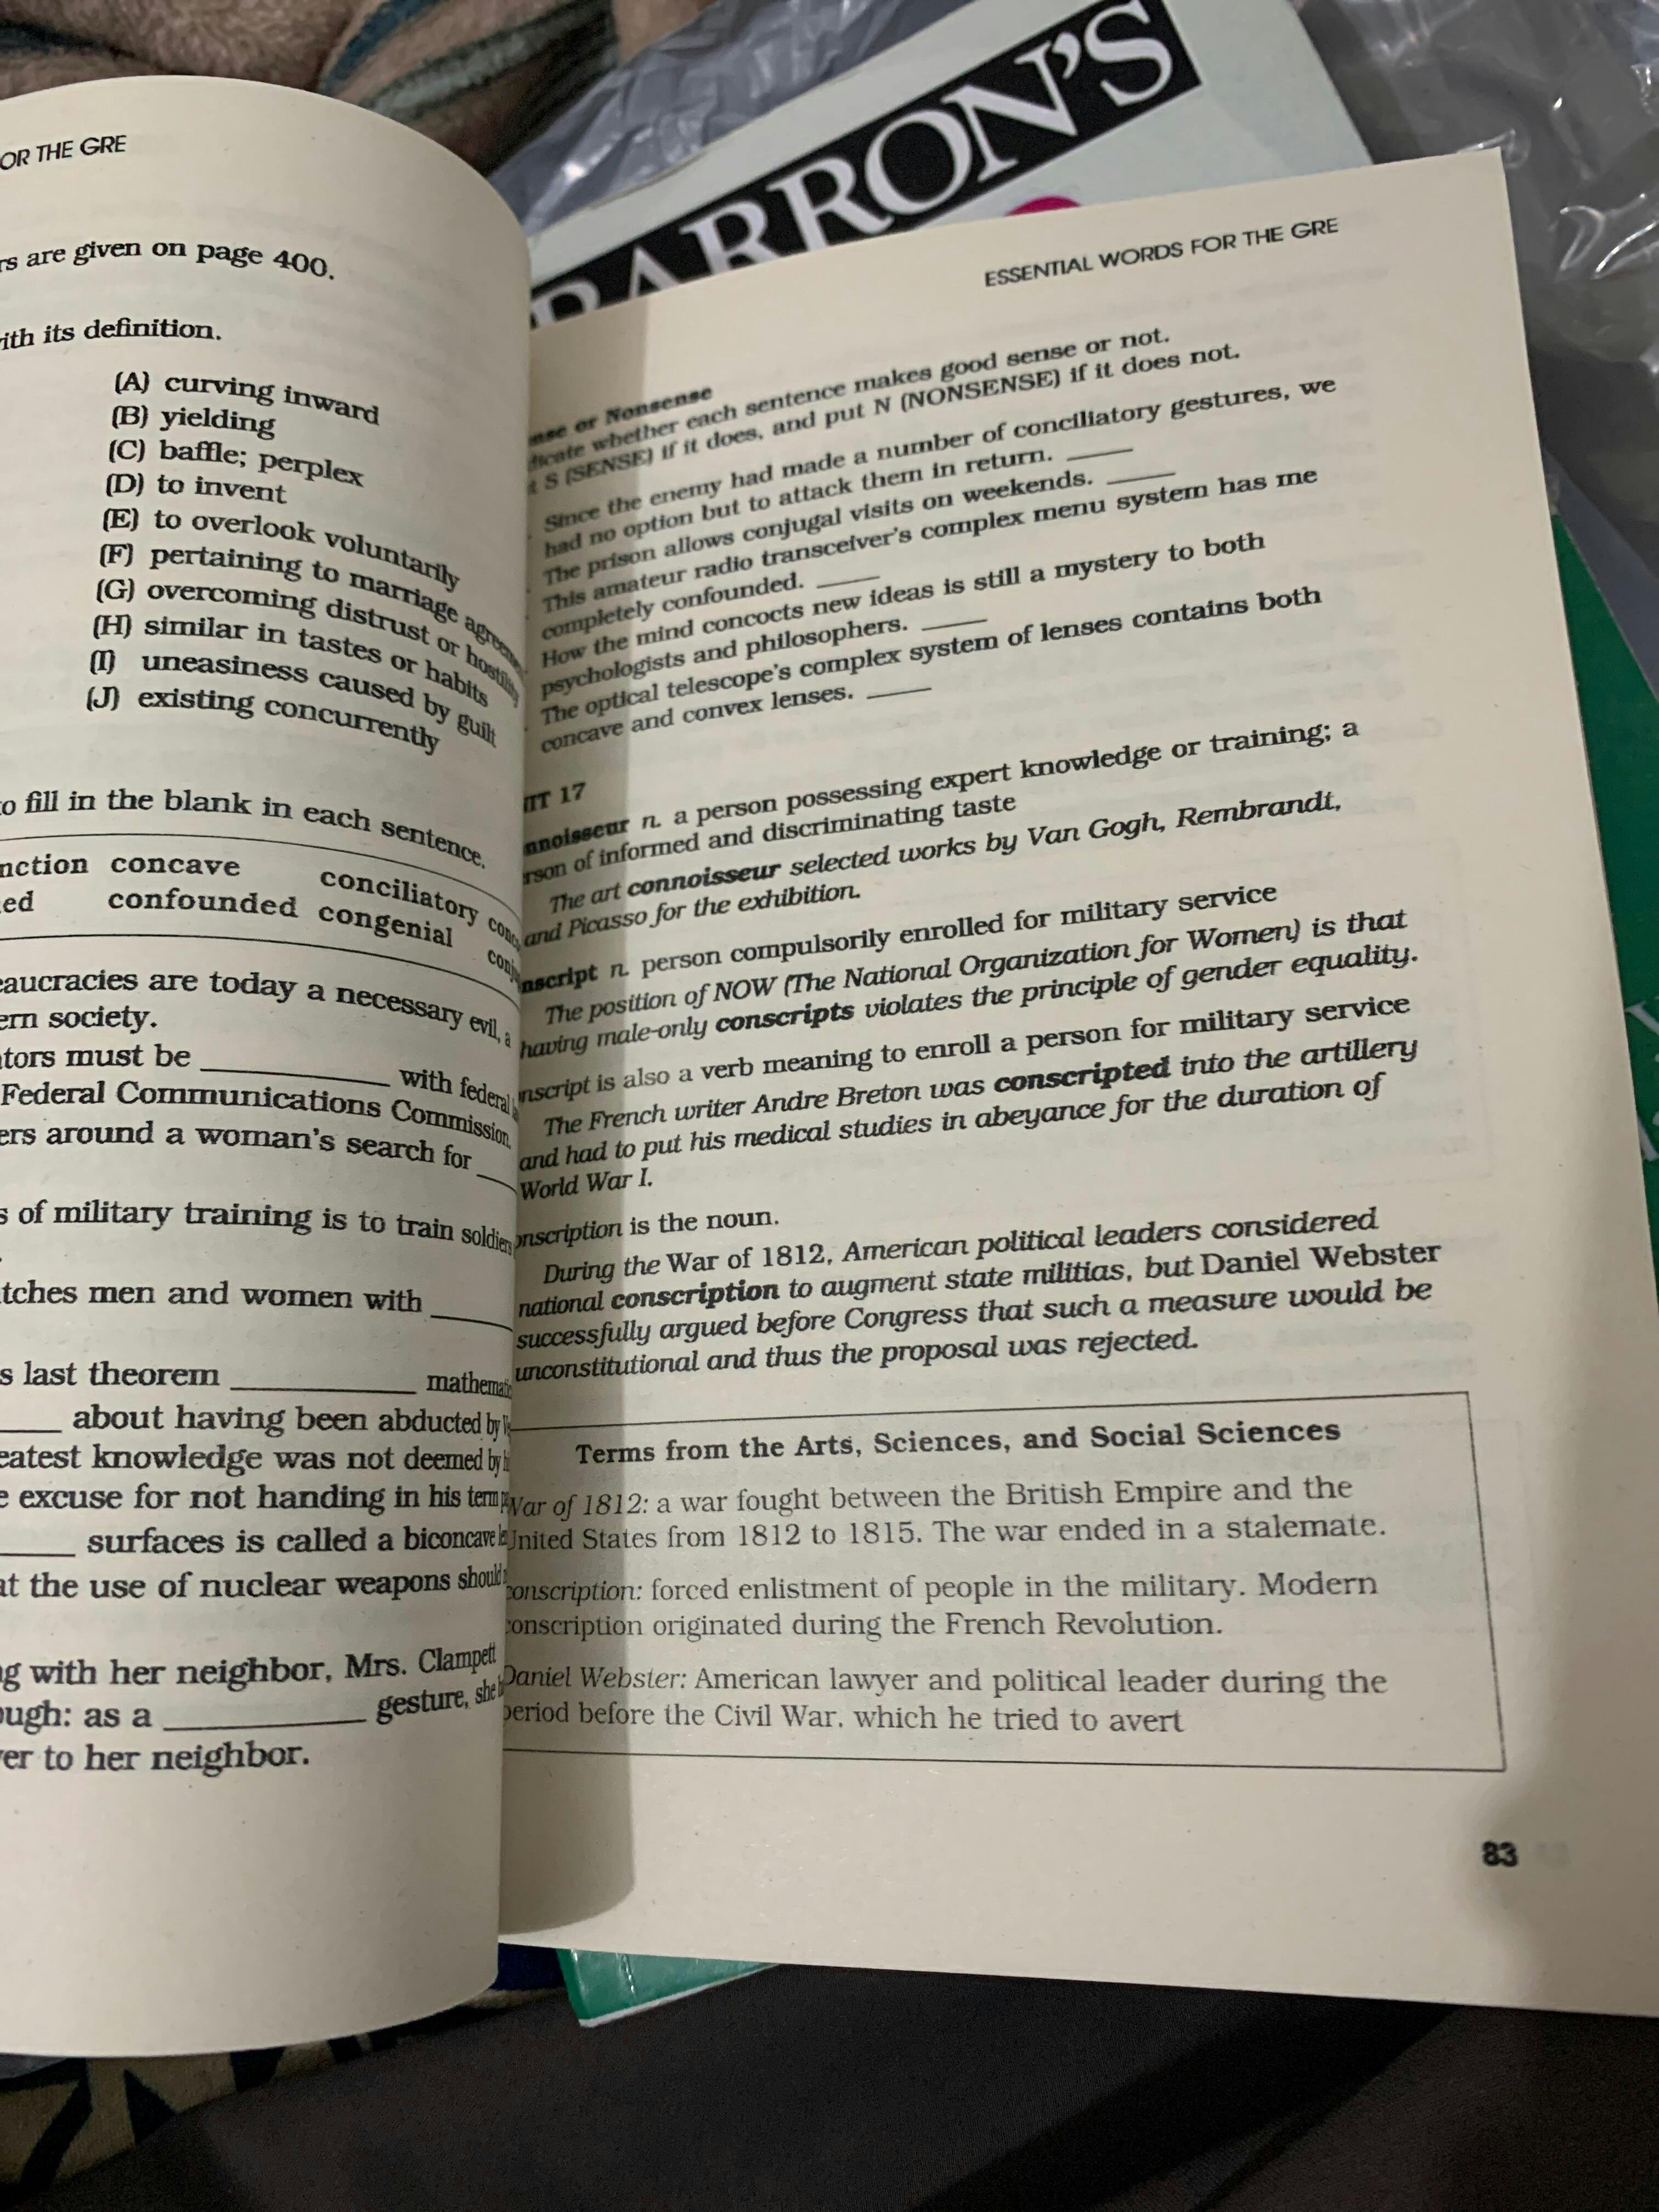 OR THE GRE
rs are given on page 400.
ith its definition.
(A) curving inward
(B) yielding
(C) baffle; perplex
(D) to invent
(E) to overlook voluntarily
(F) pertaining to marriage
(G) overcoming distrust or hostility
(H) similar in tastes or habits
(I) uneasiness caused by guilt
(J) existing concurrently
o fill in the blank in each sentence.
nction concave conciliatory
ed confounded congenial
eaucracies are today a necessary evil, a
ern society.
tors must be __________ with federal
Federal Communications Commission.
ers around a woman's search for
s of military training is to train soldiers
tches men and women with
s last theorem __________
about having been abducted by
eatest knowledge was not deemed by
e excuse for not handing in his term
surfaces is called a biconcave
at the use of nuclear weapons should
g with her neighbor, Mrs. Clampett
ough: as a __________ gesture, she
er to her neighbor.
BARRON'S
ESSENTIAL WORDS FOR THE GRE
nse or Nonsense
dicate whether each sentence makes good sense or not.
t S (SENSE) if it does, and put N (NONSENSE) if it does not.
Since the enemy had made a number of conciliatory gestures, we
had no option but to attack them in return. ____
The prison allows conjugal visits on weekends. ____
This amateur radio transceiver's complex menu system has me
completely confounded. ____
How the mind concocts new ideas is still a mystery to both
psychologists and philosophers. ____
The optical telescope's complex system of lenses contains both
concave and convex lenses. ____
IT 17
nnoisseur n. a person possessing expert knowledge or training; a
rson of informed and discriminating taste
The art connoisseur selected works by Van Gogh, Rembrandt,
and Picasso for the exhibition.
nscript n. person compulsorily enrolled for military service
The position of NOW (The National Organization for Women) is that
having male-only conscripts violates the principle of gender equality.
nscript is also a verb meaning to enroll a person for military service
The French writer Andre Breton was conscripted into the artillery
and had to put his medical studies in abeyance for the duration of
World War I.
onscription is the noun.
During the War of 1812, American political leaders considered
national conscription to augment state militias, but Daniel Webster
successfully argued before Congress that such a measure would be
unconstitutional and thus the proposal was rejected.
Terms from the Arts, Sciences, and Social Sciences
War of 1812: a war fought between the British Empire and the
United States from 1812 to 1815. The war ended in a stalemate.
conscription: forced enlistment of people in the military. Modern
conscription originated during the French Revolution.
Daniel Webster: American lawyer and political leader during the
period before the Civil War, which he tried to avert
83